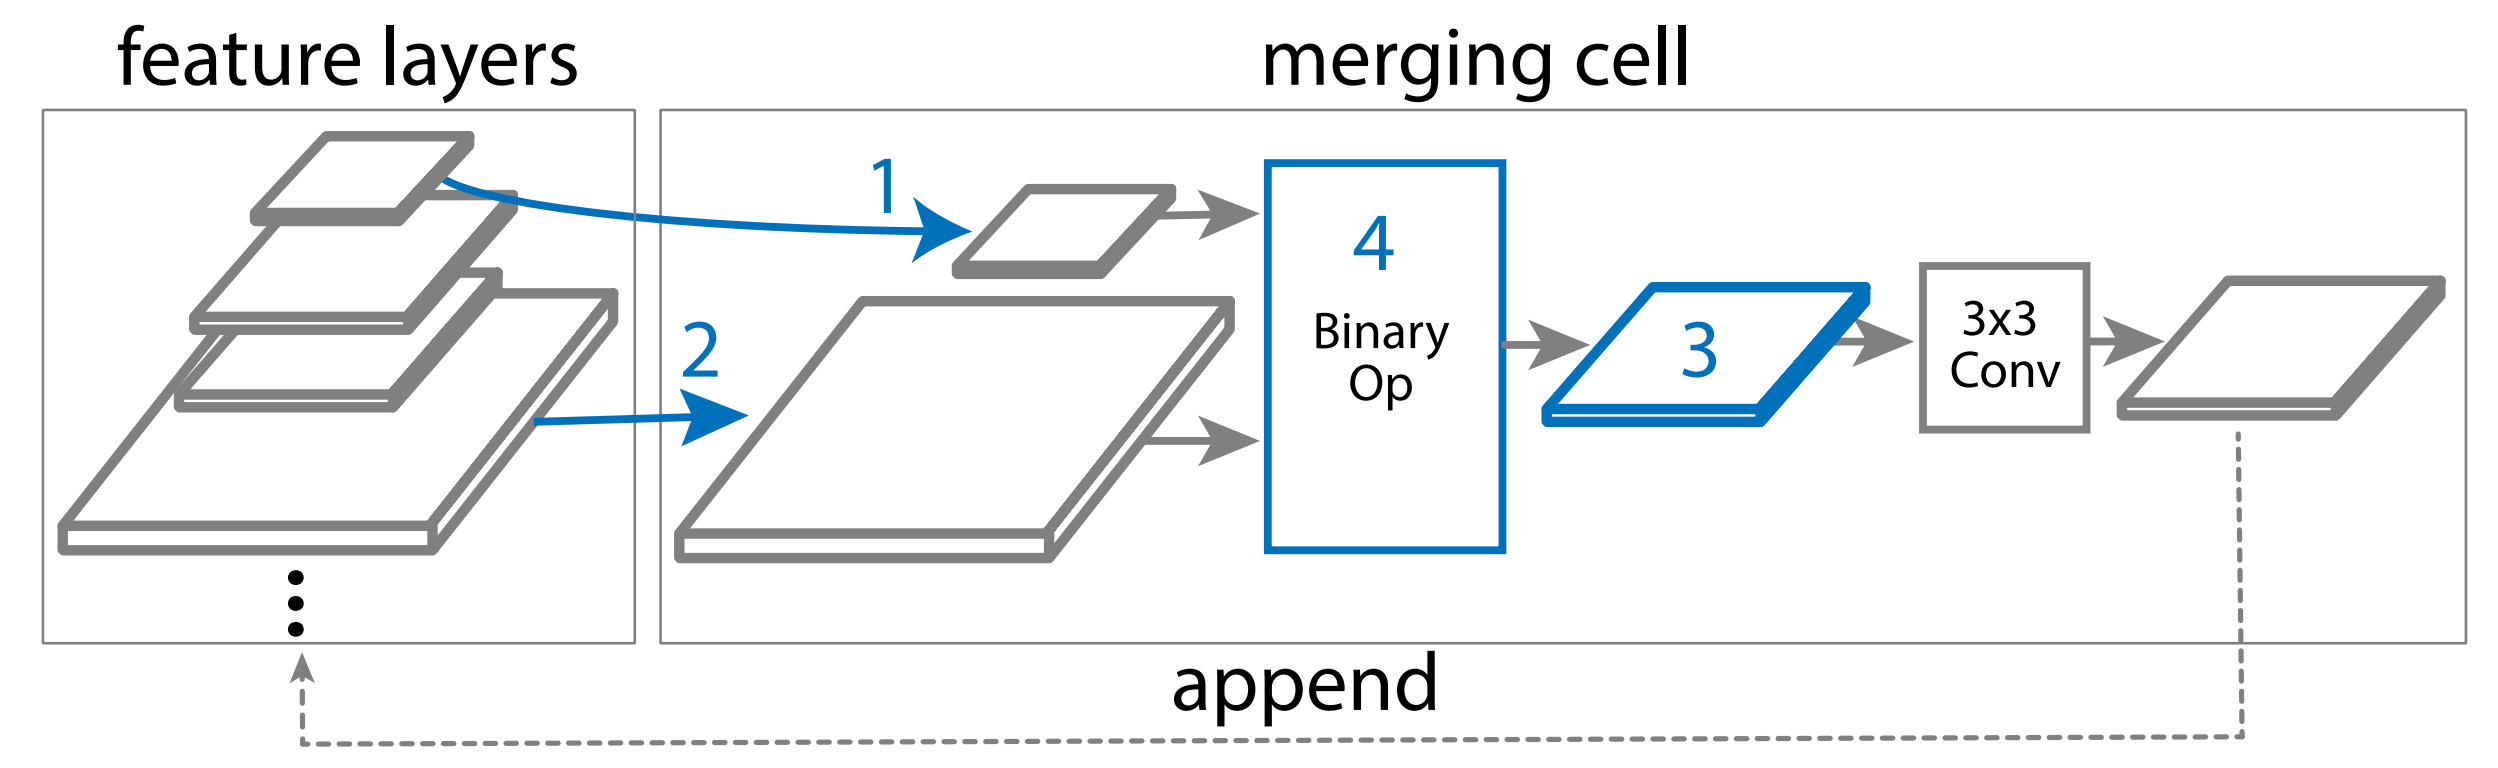 feature layers
merging cell
1
2
4
Binary
Op
3
3x3
Conv
append